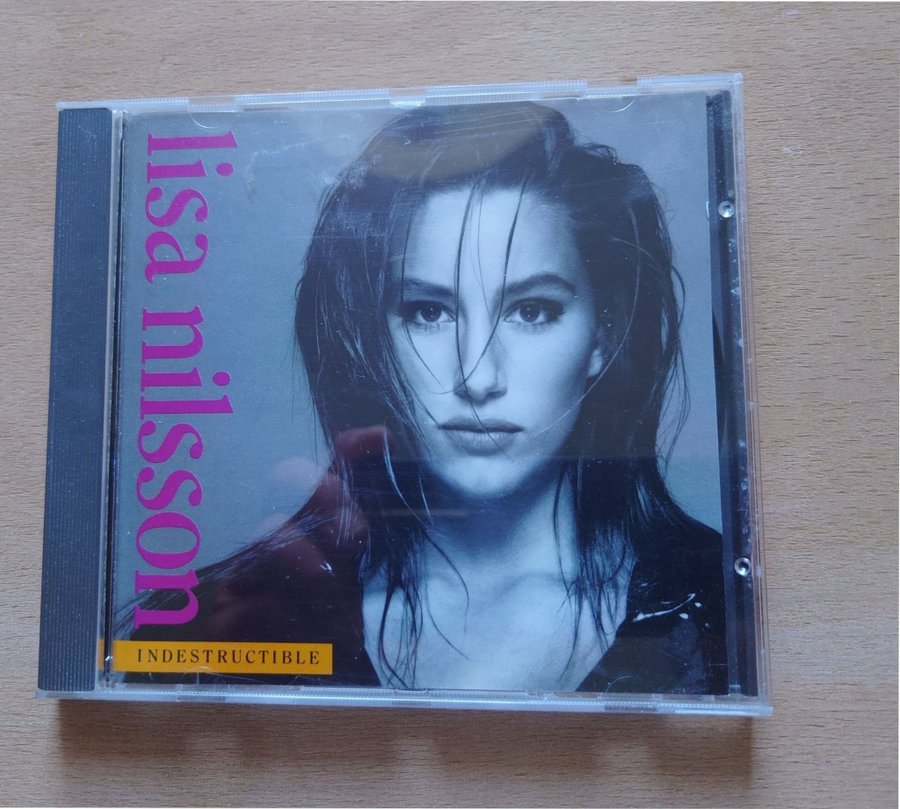 lisa nilsson
INDESTRUCTIBLE